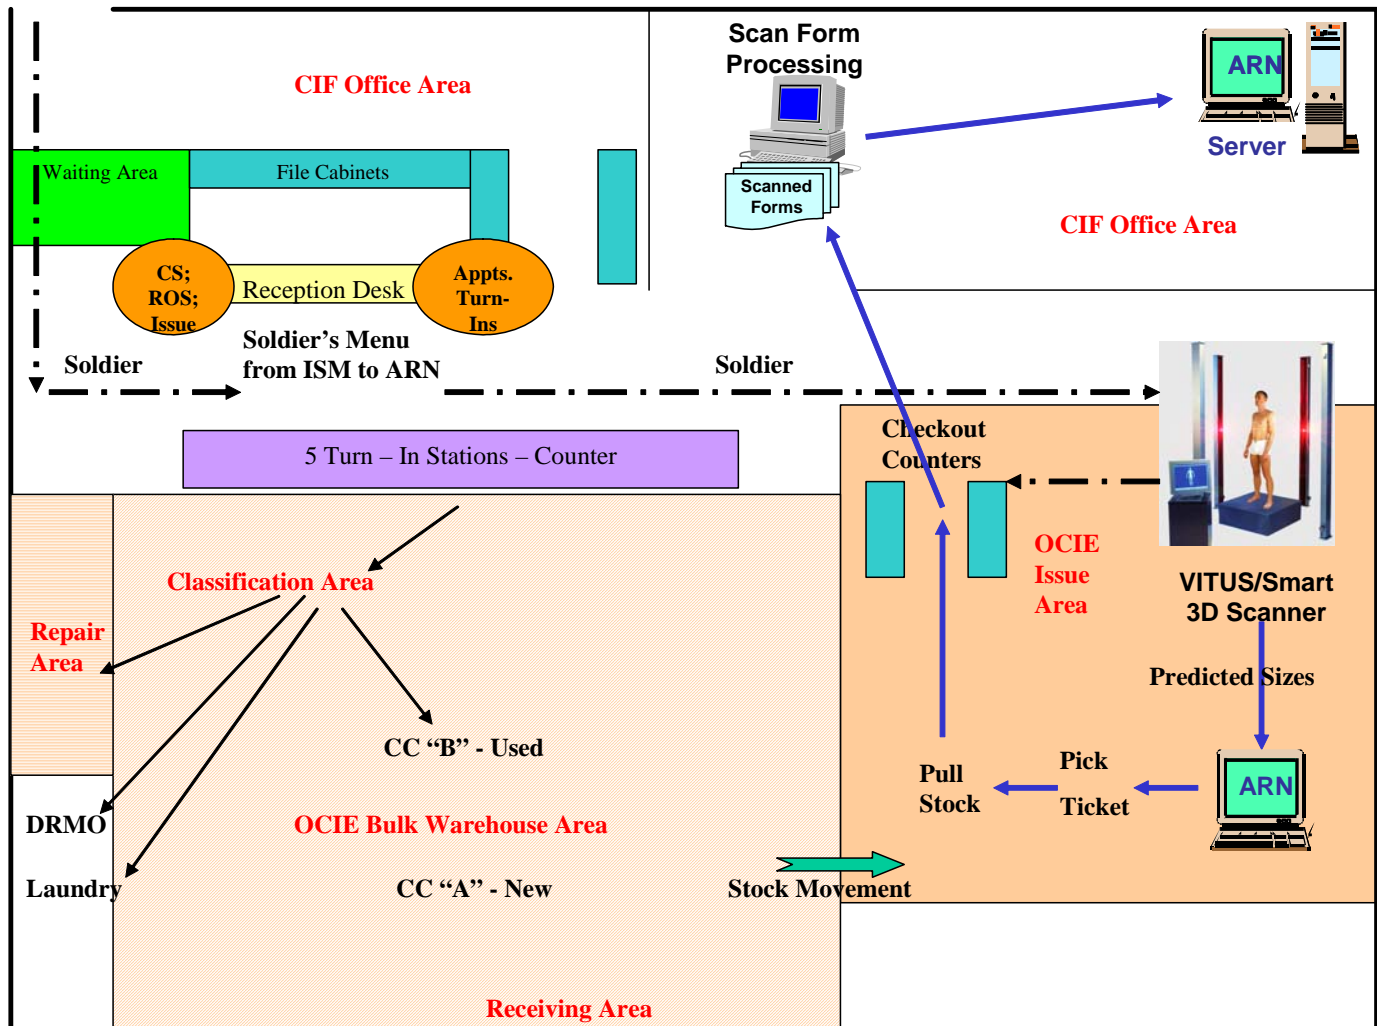 Scan Form
Processing
CIF Office Area
ARN
Server
Waiting Area
File Cabinets
Scanned
Forms
CIF Office Area
CS;
ROS;
Issue
Reception Desk
Appts.
Turn-
Ins
Soldier
Soldier’s Menu
from ISM to ARN
Soldier
Checkout
Counters
5 Turn – In Stations – Counter
OCIE
Issue
Area
Classification Area
VITUS/Smart
3D Scanner
Repair
Area
Predicted Sizes
CC “B” - Used
Pull
Stock
Pick
Ticket
ARN
DRMO
OCIE Bulk Warehouse Area
Laundry
CC “A” - New
Stock Movement
Receiving Area